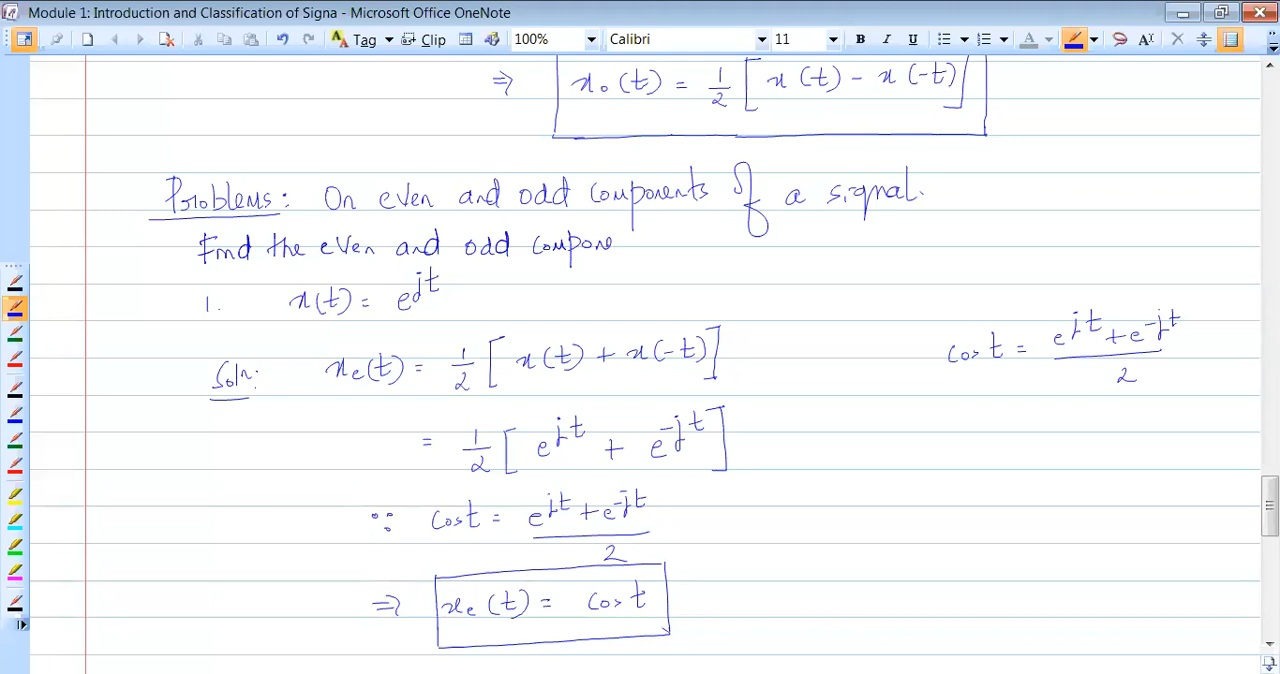 Module 1: Introduction and Classification of Signa - Microsoft Office OneNote
Tag Clip 100% Calibri 11 B I U
⇒ x₀(t) = 1/2 [x(t) - x(-t)]
Problems: On even and odd components of a signal.
Find the even and odd compone
1. x(t) = e^{jt}
Soln: xₑ(t) = 1/2 [x(t) + x(-t)]
cos t = (e^{jt} + e^{-jt})/2
= 1/2 [e^{jt} + e^{-jt}]
∵ cos t = (e^{jt} + e^{-jt})/2
⇒ xₑ(t) = cos t